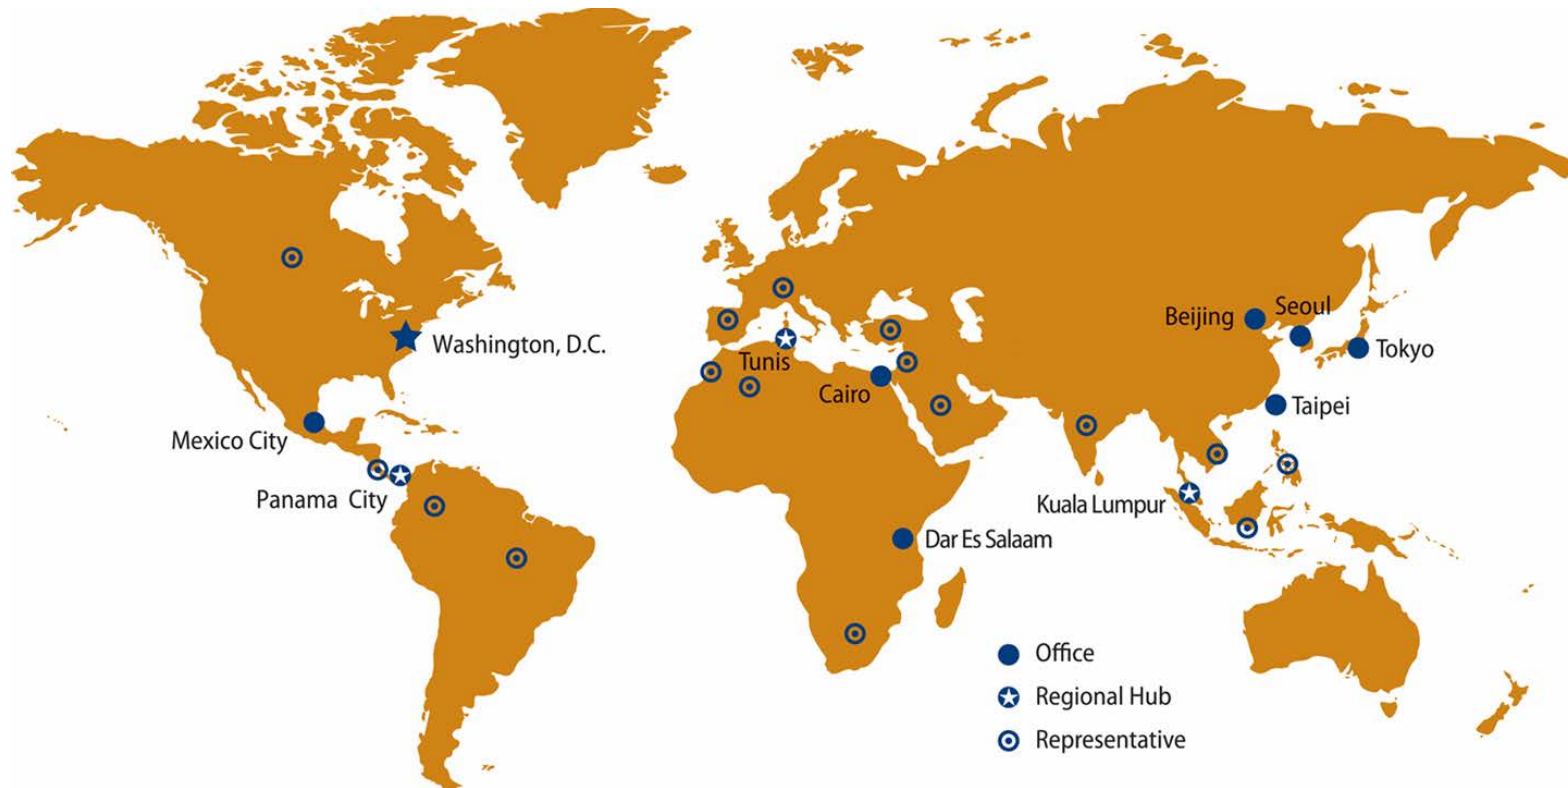 Washington, D.C.
Mexico City
Panama City
Tunis
Cairo
Dar Es Salaam
Beijing
Seoul
Tokyo
Taipei
Kuala Lumpur
Office
Regional Hub
Representative